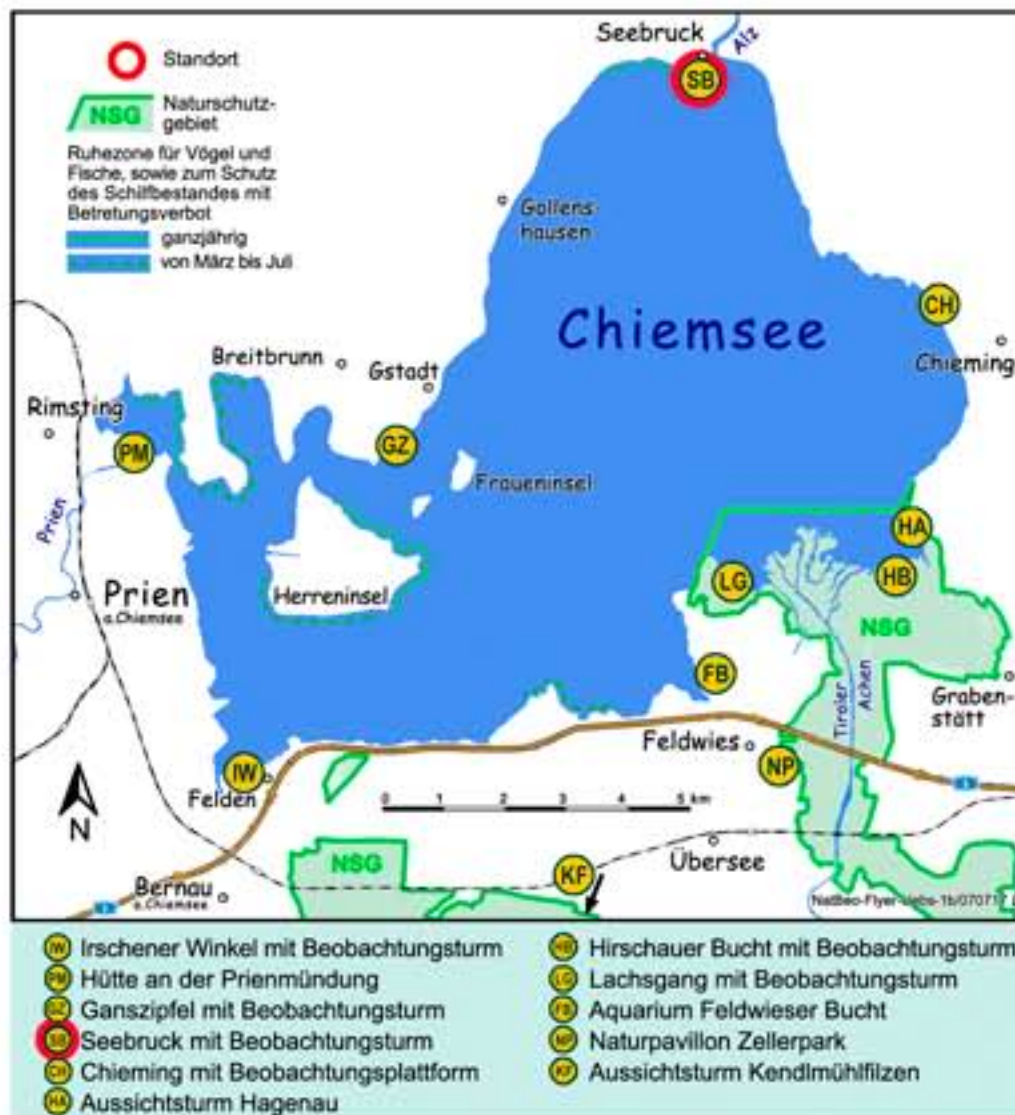 Standort
NSG
Naturschutz-
gebiet
Ruhezone für Vögel und
Fische, sowie zum Schutz
des Schilfbestandes mit
Betretungsverbot
ganzjährig
von März bis Juli
Seebruck
Alz
SB
Gollens
hausen
Chiemsee
CH
Chieming
Breitbrunn
Gstadt
Rimsting
PM
GZ
Fraueninsel
Prien
HA
HB
LG
NSG
Herreninsel
Prien
a.Chiemsee
FB
Tiroler
Achen
Graben-
stätt
Feldwies
NP
IW
Felden
N
0 1 2 3 4 5 km
NSG
KF
Übersee
Bernau
a.Chiemsee
IW Irschener Winkel mit Beobachtungsturm
PM Hütte an der Prienmündung
GZ Ganszipfel mit Beobachtungsturm
SB Seebruck mit Beobachtungsturm
CH Chieming mit Beobachtungsplattform
HA Aussichtsturm Hagenau
HB Hirschauer Bucht mit Beobachtungsturm
LG Lachsgang mit Beobachtungsturm
FB Aquarium Feldwieser Bucht
NP Naturpavillon Zellerpark
KF Aussichtsturm Kendlmühlfilzen